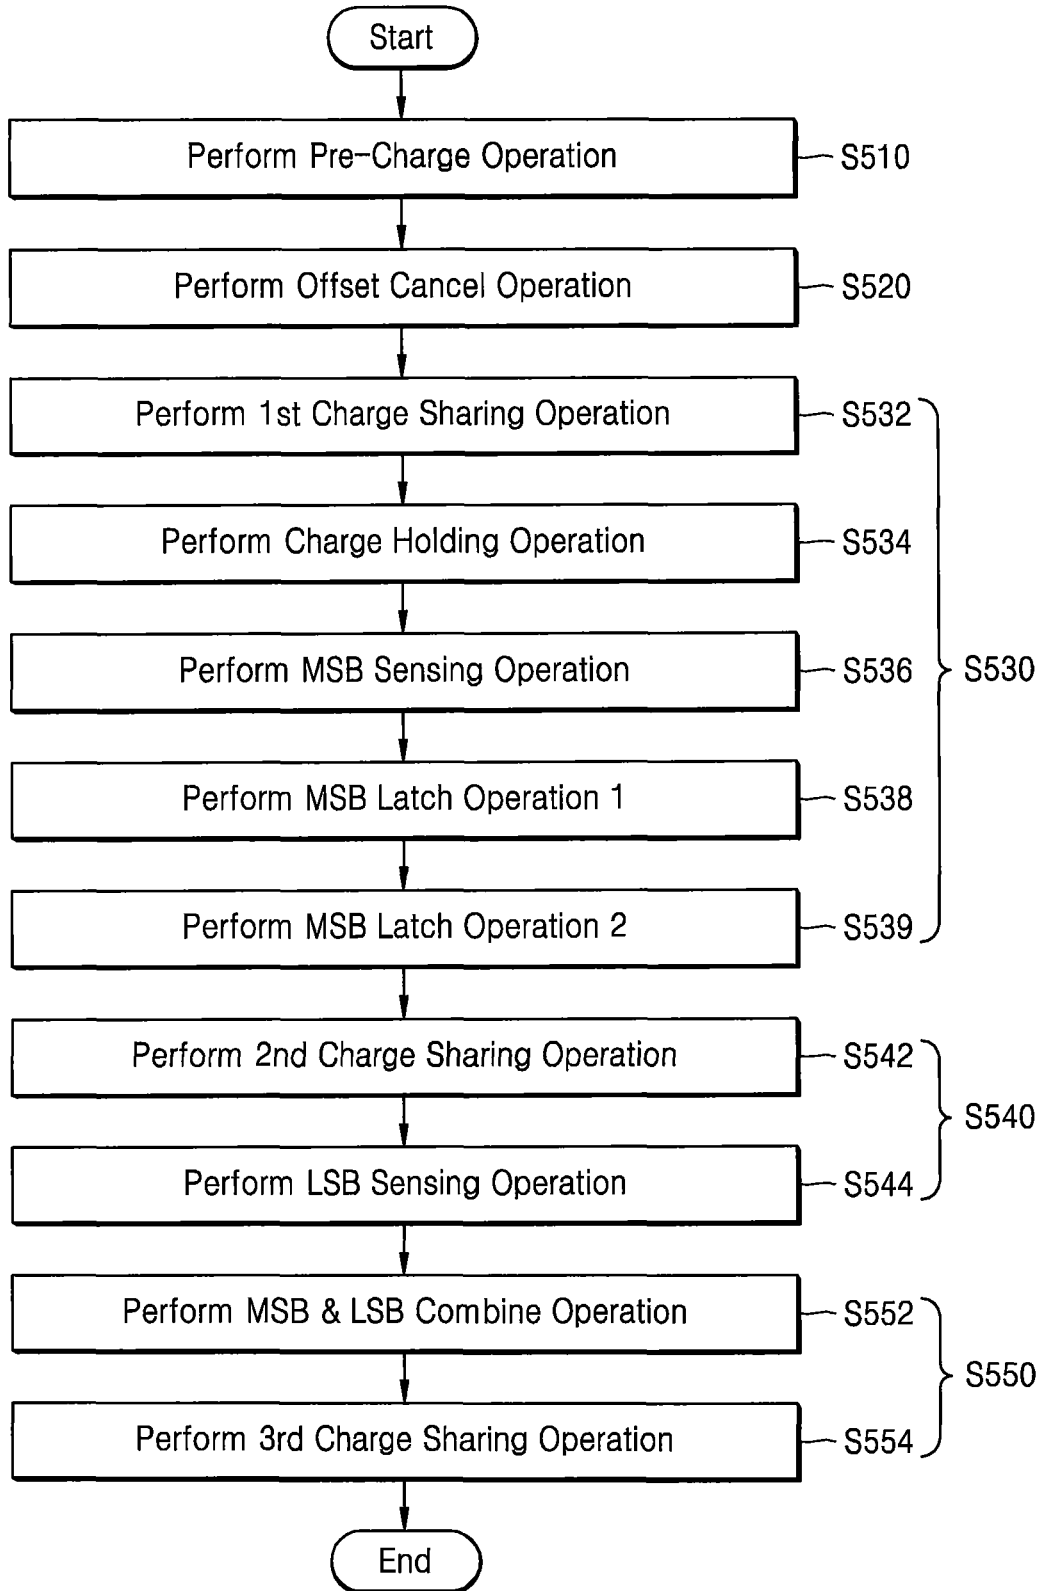 Start
Perform Pre-Charge Operation
S510
Perform Offset Cancel Operation
S520
Perform 1st Charge Sharing Operation
S532
Perform Charge Holding Operation
S534
Perform MSB Sensing Operation
S536
S530
Perform MSB Latch Operation 1
S538
Perform MSB Latch Operation 2
S539
Perform 2nd Charge Sharing Operation
S542
S540
Perform LSB Sensing Operation
S544
Perform MSB & LSB Combine Operation
S552
S550
Perform 3rd Charge Sharing Operation
S554
End